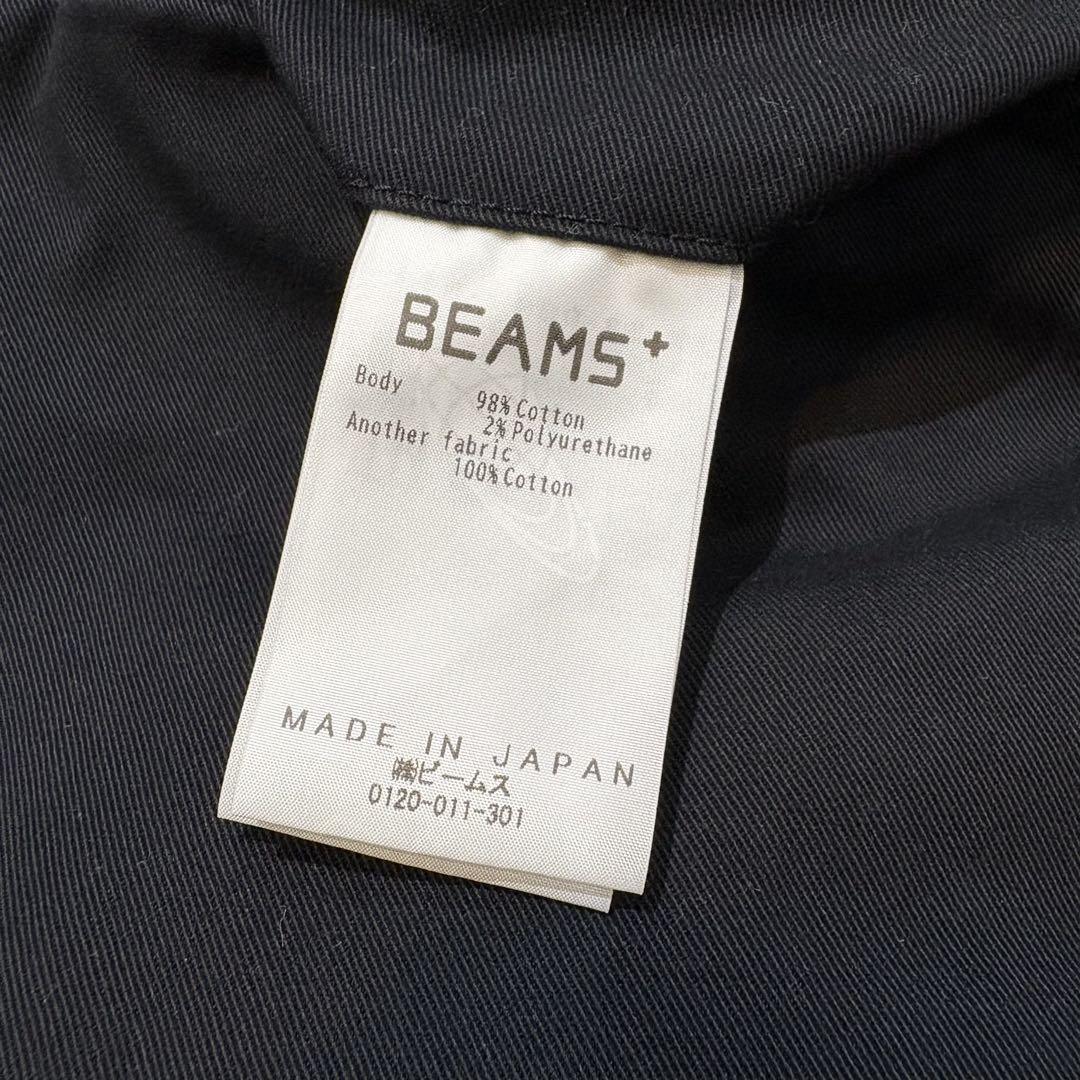 BEAMS+
Body
98% Cotton
2% Polyurethane
Another fabric
100% Cotton
MADE IN JAPAN
㈱ビームス
0120-011-301